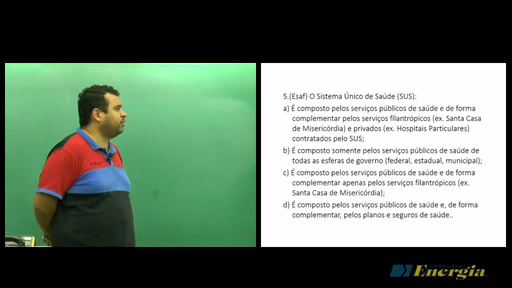 5.(Esaf) O Sistema Único de Saúde (SUS):
a) É composto pelos serviços públicos de saúde e de forma
complementar pelos serviços filantrópicos (ex. Santa Casa
de Misericórdia) e privados (ex. Hospitais Particulares)
contratados pelo SUS;
b) É composto somente pelos serviços públicos de saúde de
todas as esferas de governo (federal, estadual, municipal);
c) É composto pelos serviços públicos de saúde e de forma
complementar apenas pelos serviços filantrópicos (ex.
Santa Casa de Misericórdia);
d) É composto pelos serviços públicos de saúde e, de forma
complementar, pelos planos e seguros de saúde..
Energia